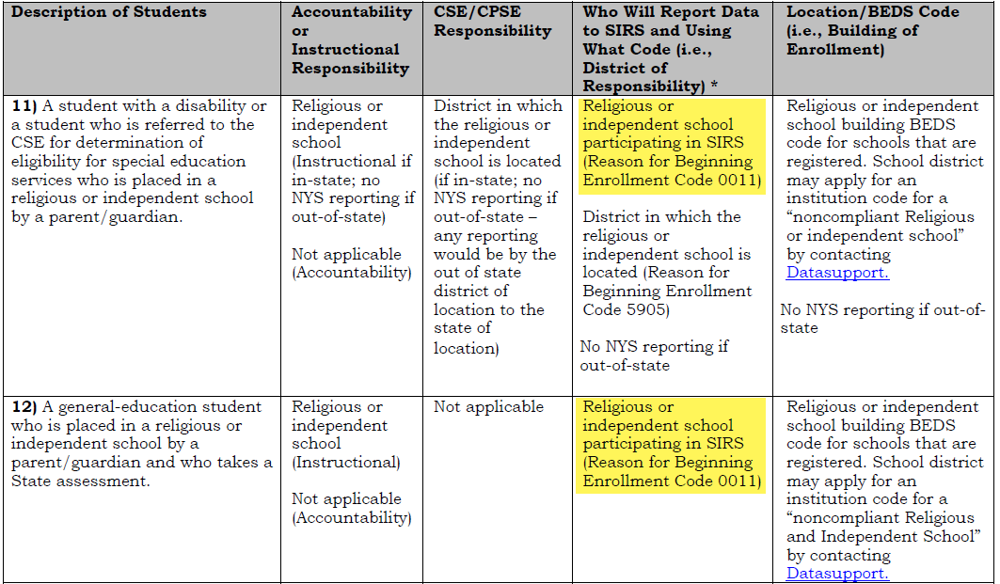 Description of Students
Accountability
or
Instructional
Responsibility
CSE/CPSE
Responsibility
Who Will Report Data
to SIRS and Using
What Code (i.e.,
District of
Responsibility) *
Location/BEDS Code
(i.e., Building of
Enrollment)
11) A student with a disability or
a student who is referred to the
CSE for determination of
eligibility for special education
services who is placed in a
religious or independent school
by a parent/guardian.
Religious or
independent
school
(Instructional if
in-state; no
NYS reporting if
out-of-state)
Not applicable
(Accountability)
District in which
the religious or
independent
school is located
(if in-state; no
NYS reporting if
out-of-state –
any reporting
would be by the
out of state
district of
location to the
state of
location)
Religious or
independent school
participating in SIRS
(Reason for Beginning
Enrollment Code 0011)
District in which the
religious or
independent school is
located (Reason for
Beginning Enrollment
Code 5905)
No NYS reporting if
out-of-state
Religious or independent
school building BEDS
code for schools that are
registered. School district
may apply for an
institution code for a
“noncompliant Religious
or independent school”
by contacting
Datasupport.
No NYS reporting if out-of-
state
12) A general-education student
who is placed in a religious or
independent school by a
parent/guardian and who takes a
State assessment.
Religious or
independent
school
(Instructional)
Not applicable
(Accountability)
Not applicable
Religious or
independent school
participating in SIRS
(Reason for Beginning
Enrollment Code 0011)
Religious or independent
school building BEDS
code for schools that are
registered. School district
may apply for an
institution code for a
“noncompliant Religious
and Independent School”
by contacting
Datasupport.